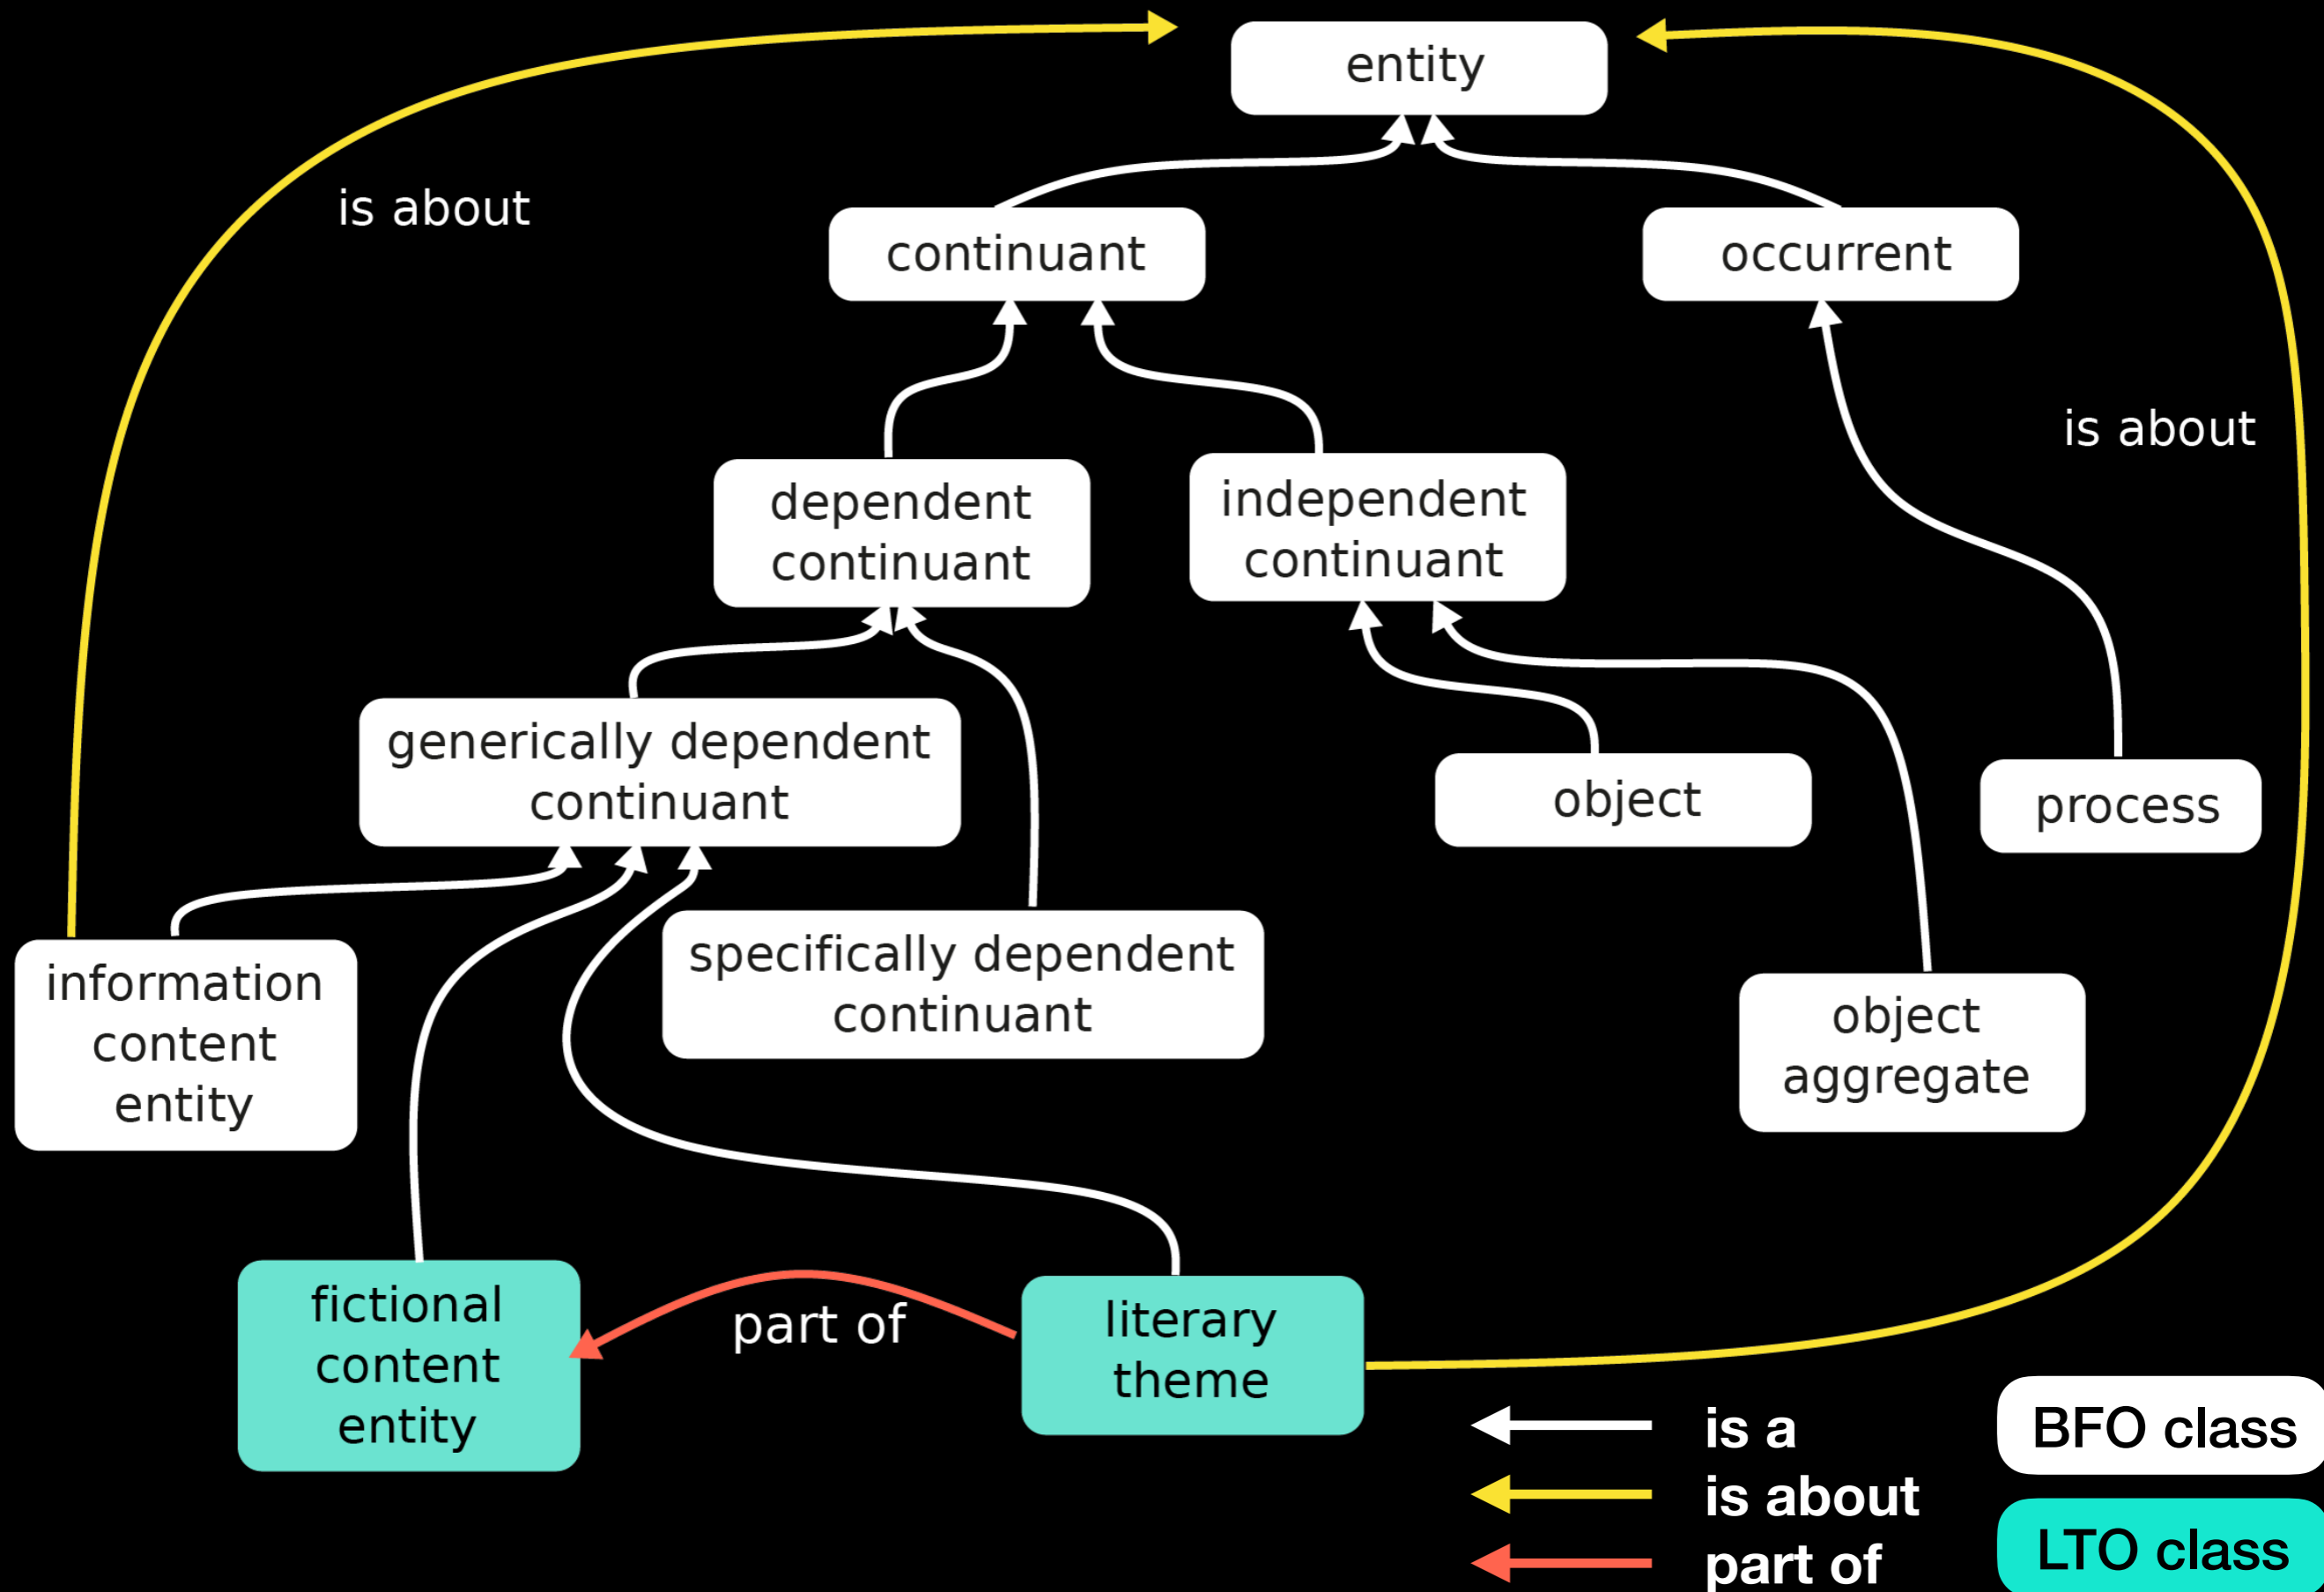 entity
is about
continuant
occurrent
is about
dependent
continuant
independent
continuant
generically dependent
continuant
object
process
information
content
entity
specifically dependent
continuant
object
aggregate
fictional
content
entity
part of
literary
theme
is a
is about
part of
BFO class
LTO class